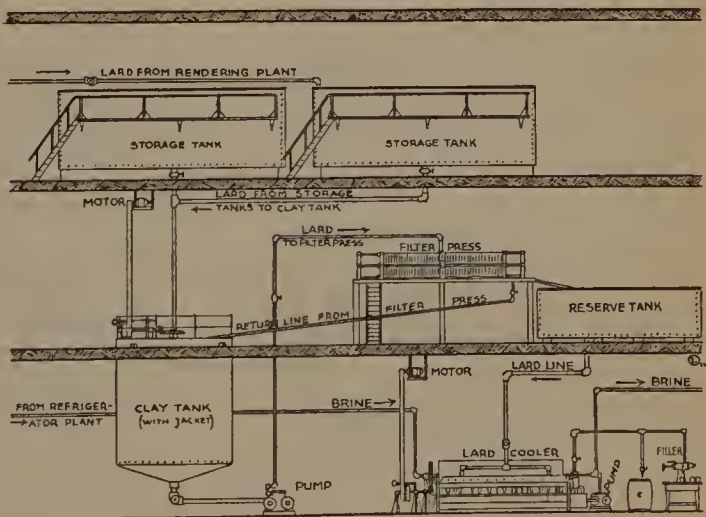 LARD FROM RENDERING PLANT
STORAGE TANK
STORAGE TANK
MOTOR
LARD FROM STORAGE
TANKS TO CLAY TANK
LARD
TO FILTER PRESS
FILTER PRESS
RETURN LINE FROM FILTER PRESS
RESERVE TANK
MOTOR
LARD LINE
BRINE
FROM REFRIGER-
ATOR PLANT
CLAY TANK
(WITH JACKET)
BRINE
LARD COOLER
FILLER
PUMP
PUMP